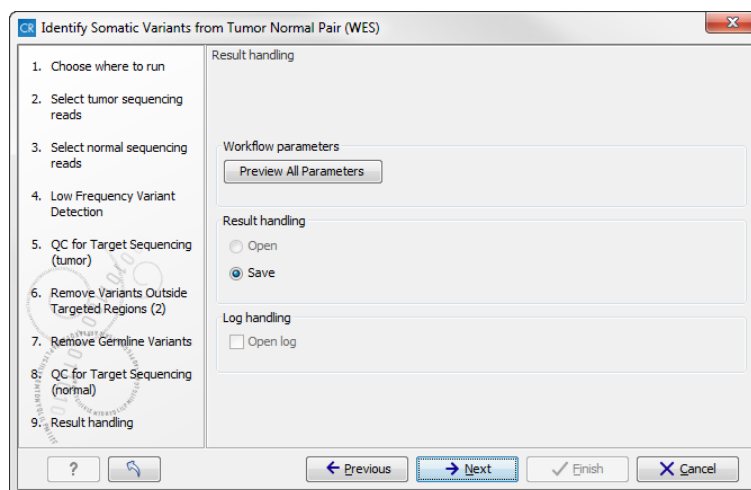 CR Identify Somatic Variants from Tumor Normal Pair (WES)
1. Choose where to run
2. Select tumor sequencing
reads
3. Select normal sequencing
reads
4. Low Frequency Variant
Detection
5. QC for Target Sequencing
(tumor)
6. Remove Variants Outside
Targeted Regions (2)
7. Remove Germline Variants
8. QC for Target Sequencing
(normal)
9. Result handling
Result handling
Workflow parameters
Preview All Parameters
Result handling
Open
Save
Log handling
Open log
?
Previous
Next
Finish
Cancel